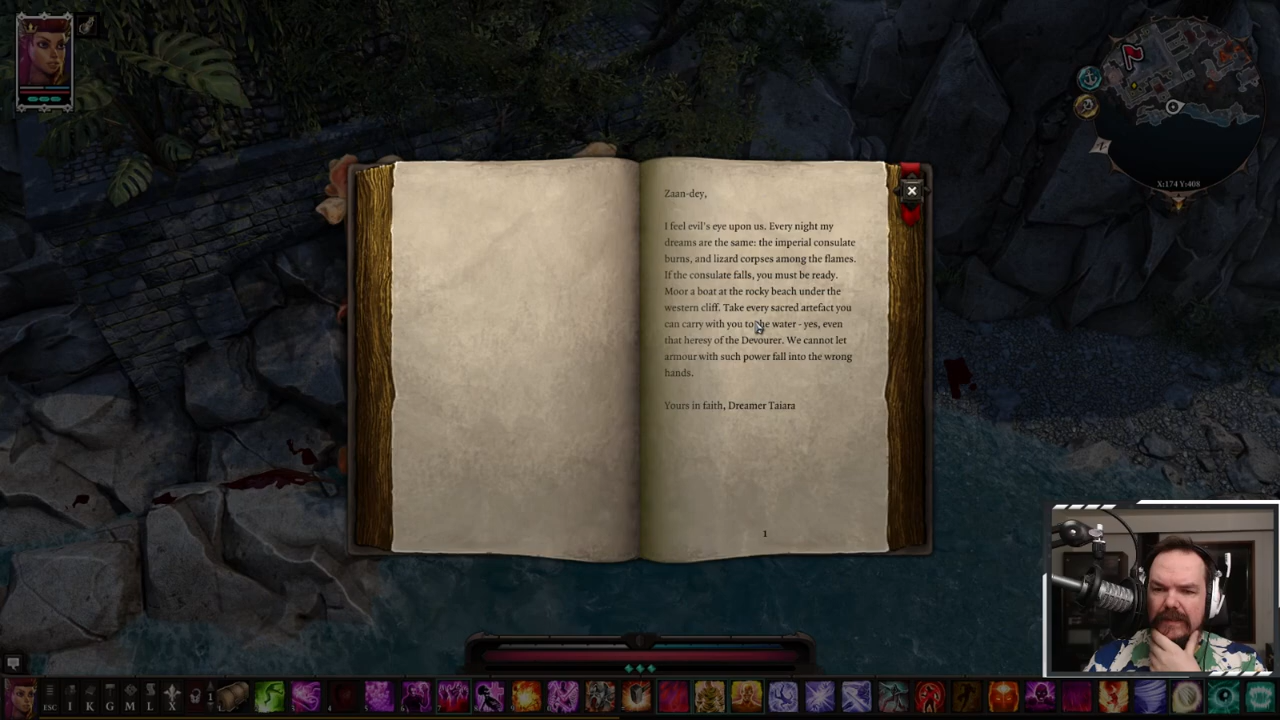 X:174 Y:408
Zaan-dey,
I feel evil's eye upon us. Every night my
dreams are the same: the imperial consulate
burns, and lizard corpses among the flames.
If the consulate falls, you must be ready.
Moor a boat at the rocky beach under the
western cliff. Take every sacred artefact you
can carry with you to the water - yes, even
that heresy of the Devourer. We cannot let
armour with such power fall into the wrong
hands.
Yours in faith, Dreamer Taiara
1
ESC I K G M L X